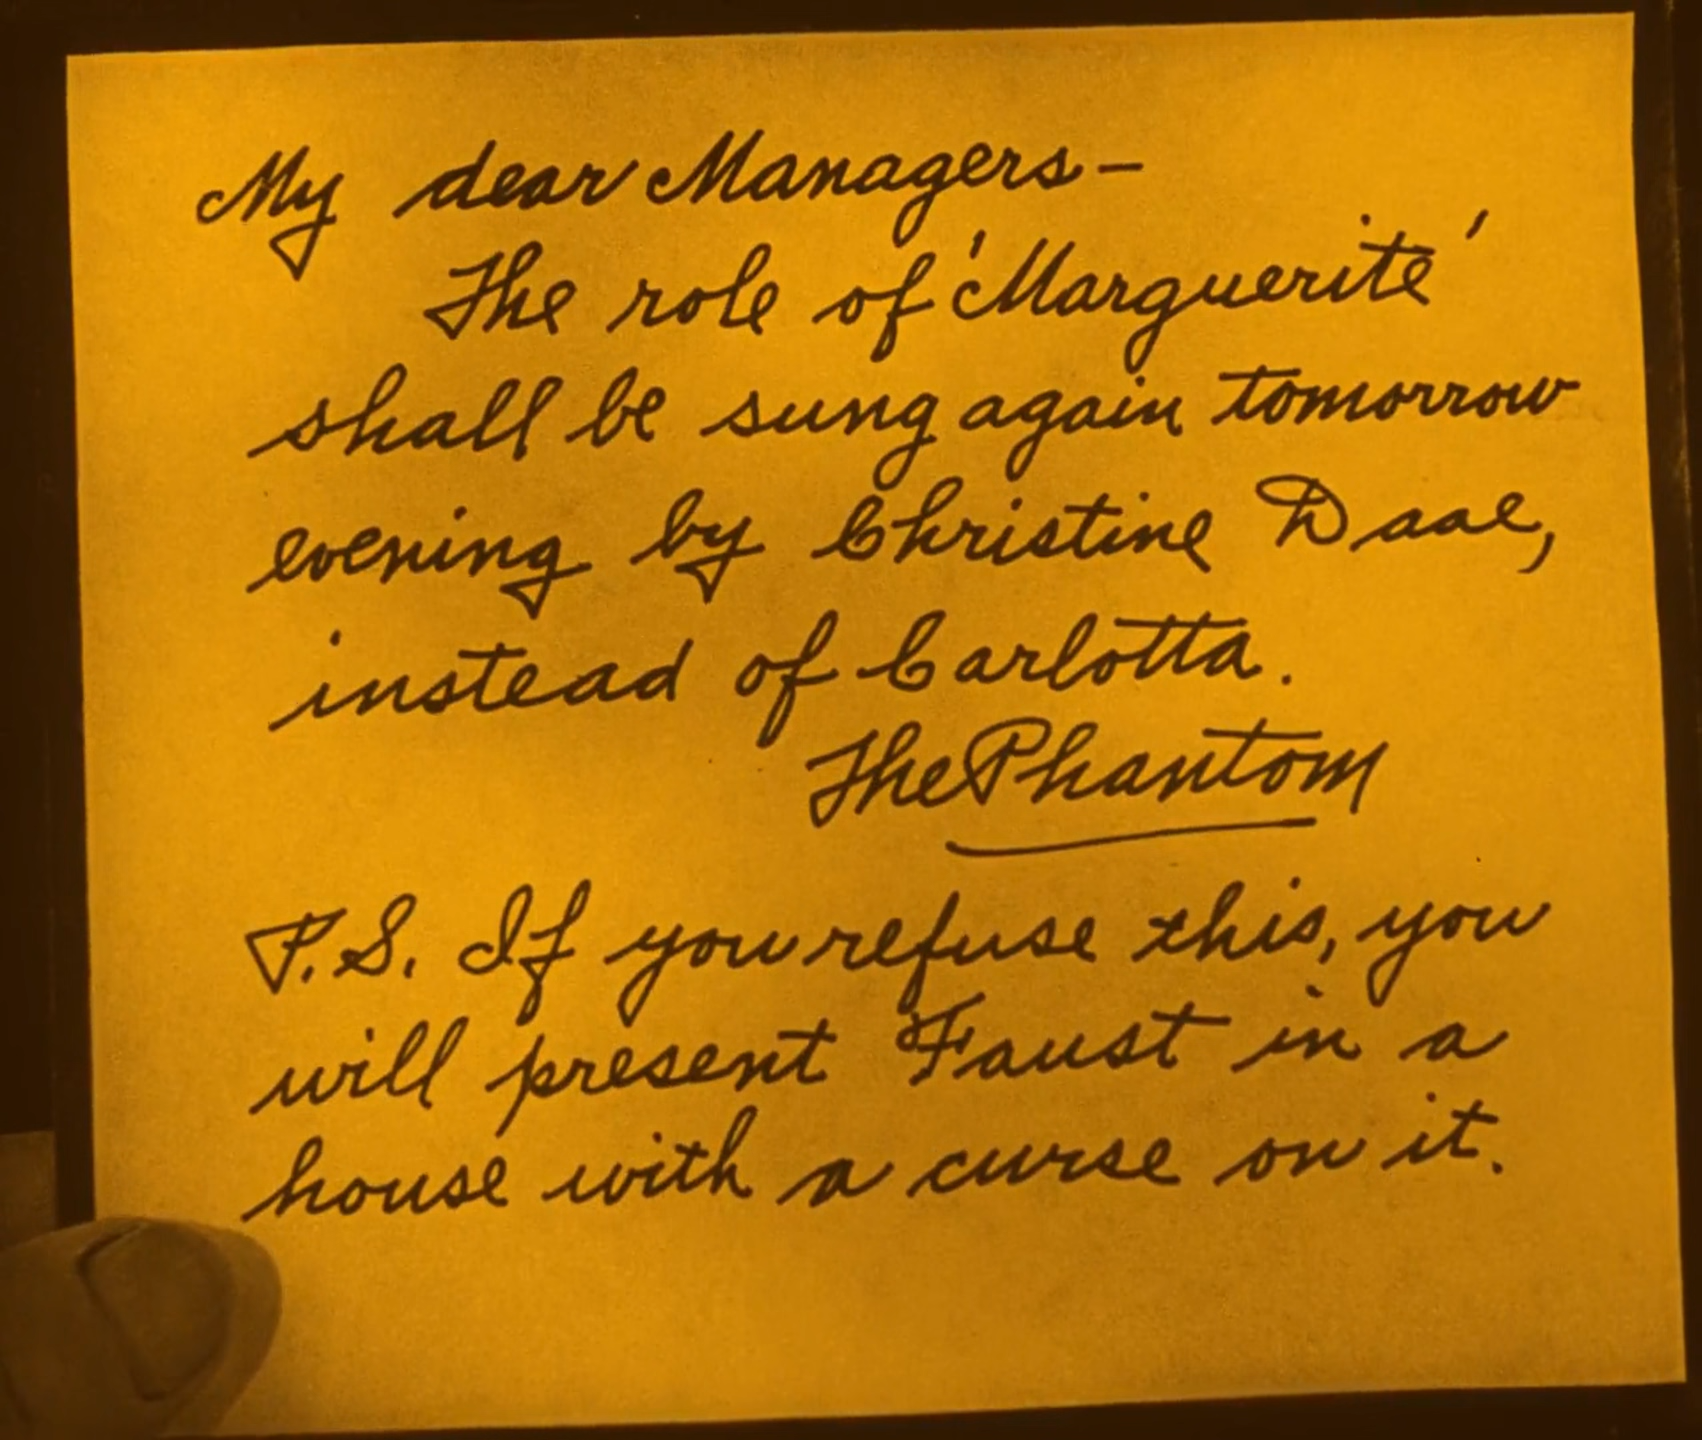 My dear Managers –
The role of 'Marguerite'
shall be sung again tomorrow
evening by Christine Daae,
instead of Carlotta.
The Phantom
P.S. If you refuse this, you
will present Faust in a
house with a curse on it.